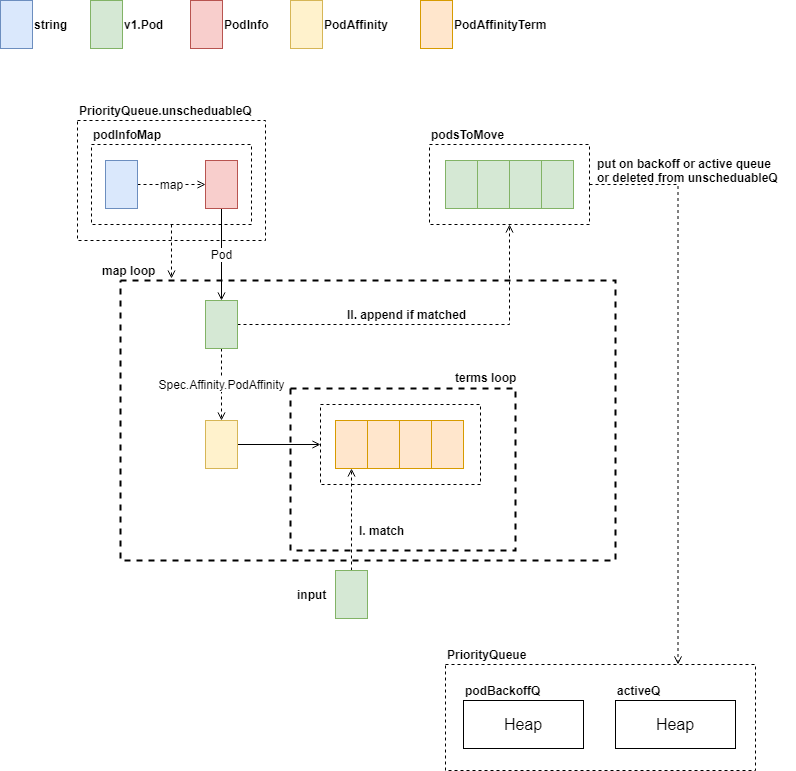 string
v1.Pod
PodInfo
PodAffinity
PodAffinityTerm
PriorityQueue.unscheduableQ
podInfoMap
map
Pod
podsToMove
put on backoff or active queue
or deleted from unscheduableQ
map loop
II. append if matched
Spec.Affinity.PodAffinity
terms loop
I. match
input
PriorityQueue
podBackoffQ
activeQ
Heap
Heap